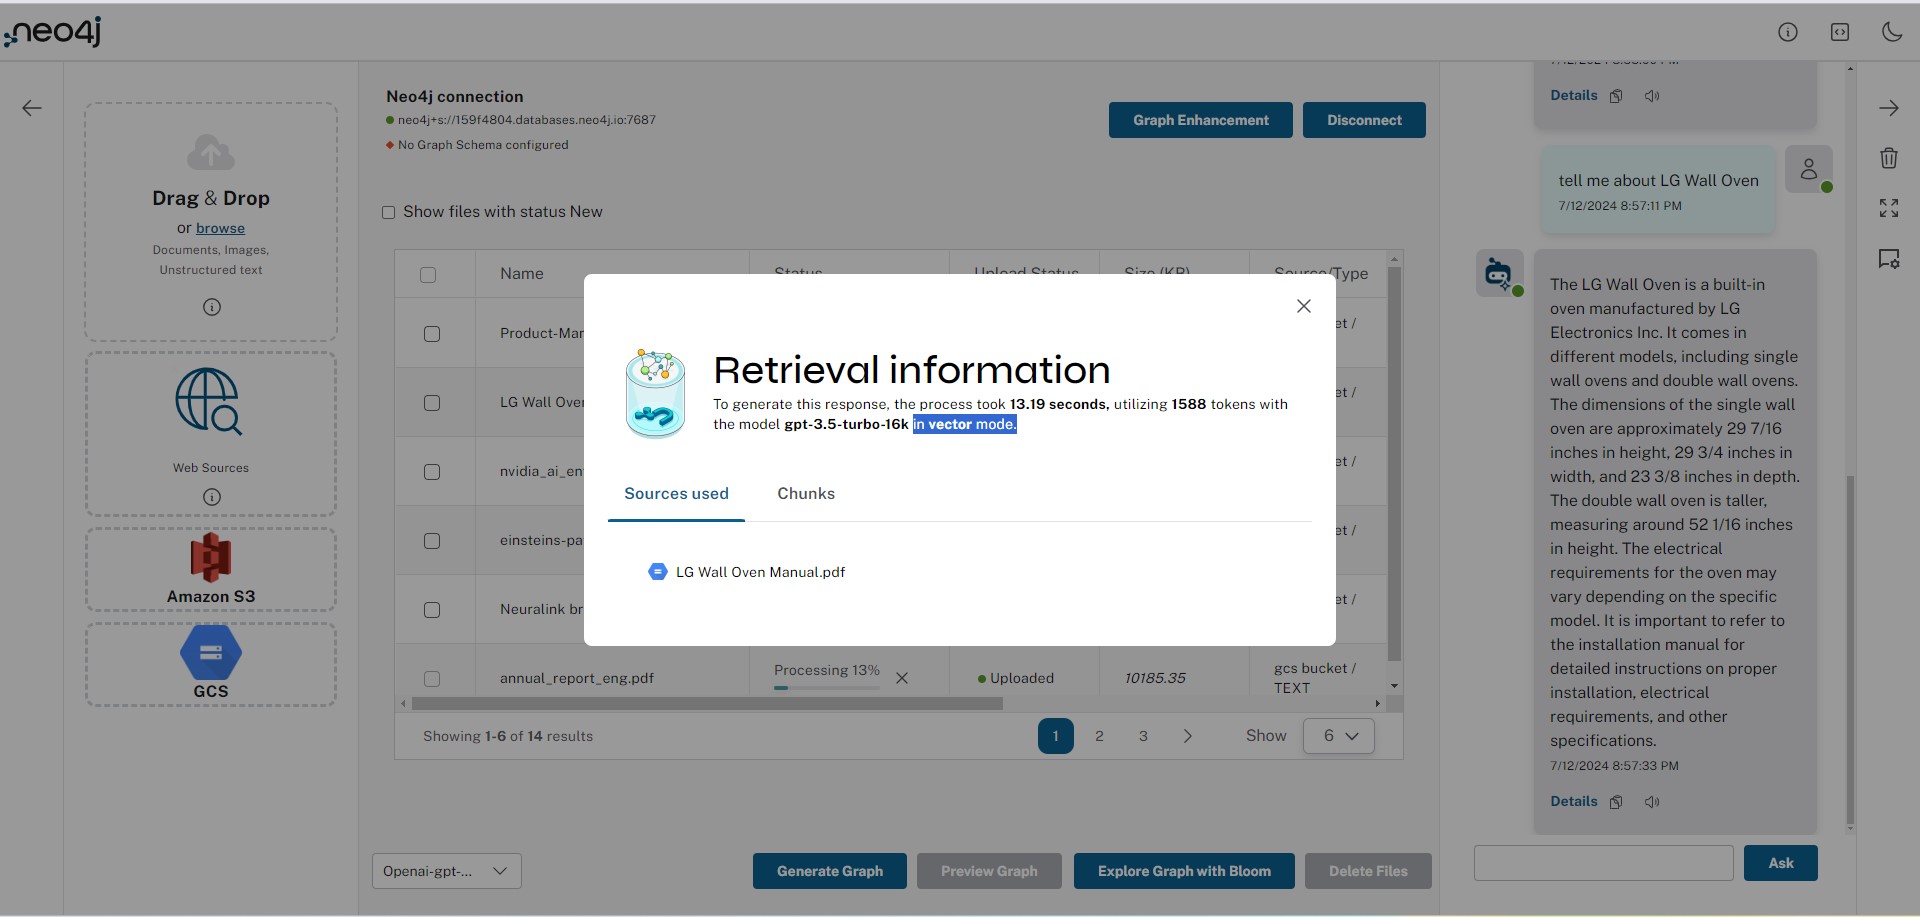 neo4j
Drag & Drop
or browse
Documents, Images,
Unstructured text
Web Sources
Amazon S3
GCS
Neo4j connection
neo4j+s://159f4804.databases.neo4j.io:7687
No Graph Schema configured
Graph Enhancement
Disconnect
Show files with status New
Name
Status
Upload Status
Size (KB)
Source/Type
Product-Mar
et /
LG Wall Ove
et /
nvidia_ai_en
et /
einsteins-pa
et /
Neuralink br
et /
annual_report_eng.pdf
Processing 13%
Uploaded
10185.35
gcs bucket /
TEXT
Showing 1-6 of 14 results
1
2
3
Show
6
Openai-gpt-...
Generate Graph
Preview Graph
Explore Graph with Bloom
Delete Files
Retrieval information
To generate this response, the process took 13.19 seconds, utilizing 1588 tokens with
the model gpt-3.5-turbo-16k in vector mode.
Sources used
Chunks
LG Wall Oven Manual.pdf
Details
tell me about LG Wall Oven
7/12/2024 8:57:11 PM
The LG Wall Oven is a built-in
oven manufactured by LG
Electronics Inc. It comes in
different models, including single
wall ovens and double wall ovens.
The dimensions of the single wall
oven are approximately 29 7/16
inches in height, 29 3/4 inches in
width, and 23 3/8 inches in depth.
The double wall oven is taller,
measuring around 52 1/16 inches
in height. The electrical
requirements for the oven may
vary depending on the specific
model. It is important to refer to
the installation manual for
detailed instructions on proper
installation, electrical
requirements, and other
specifications.
7/12/2024 8:57:33 PM
Details
Ask